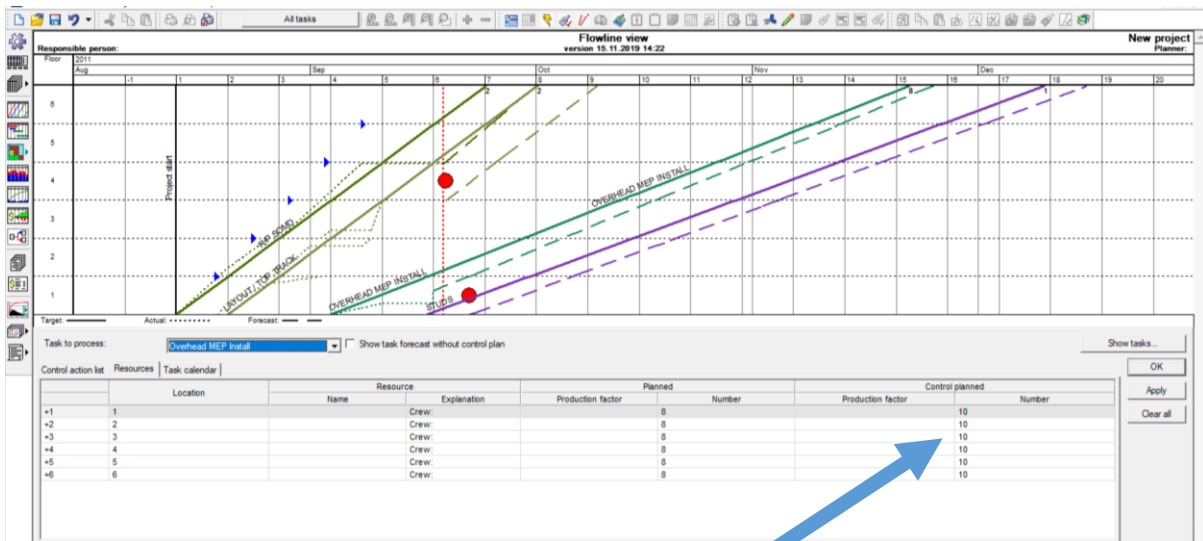 All tasks
Flowline view
New project
Responsible person:
version 15.11.2019 14:22
Planner:
Floor
2011
Aug Sep Oct Nov Dec
-1 1 2 3 4 5 6 7 8 9 10 11 12 13 14 15 16 17 18 19 20
6
5
4
3
2
1
Project start
R/P SOMD
LAYOUT / TOP TRACK
OVERHEAD MEP INSTALL
OVERHEAD MEP INSTALL
STUDS
2
2
8
1
Target: Actual: Forecast:
Task to process: Overhead MEP Install Show task forecast without control plan Show tasks...
Control action list Resources Task calendar OK
Location Resource Planned Control planned Apply
Name Explanation Production factor Number Production factor Number
+1 1 Crew: 8 10 Clear all
+2 2 Crew: 8 10
+3 3 Crew: 8 10
+4 4 Crew: 8 10
+5 5 Crew: 8 10
+6 6 Crew: 8 10